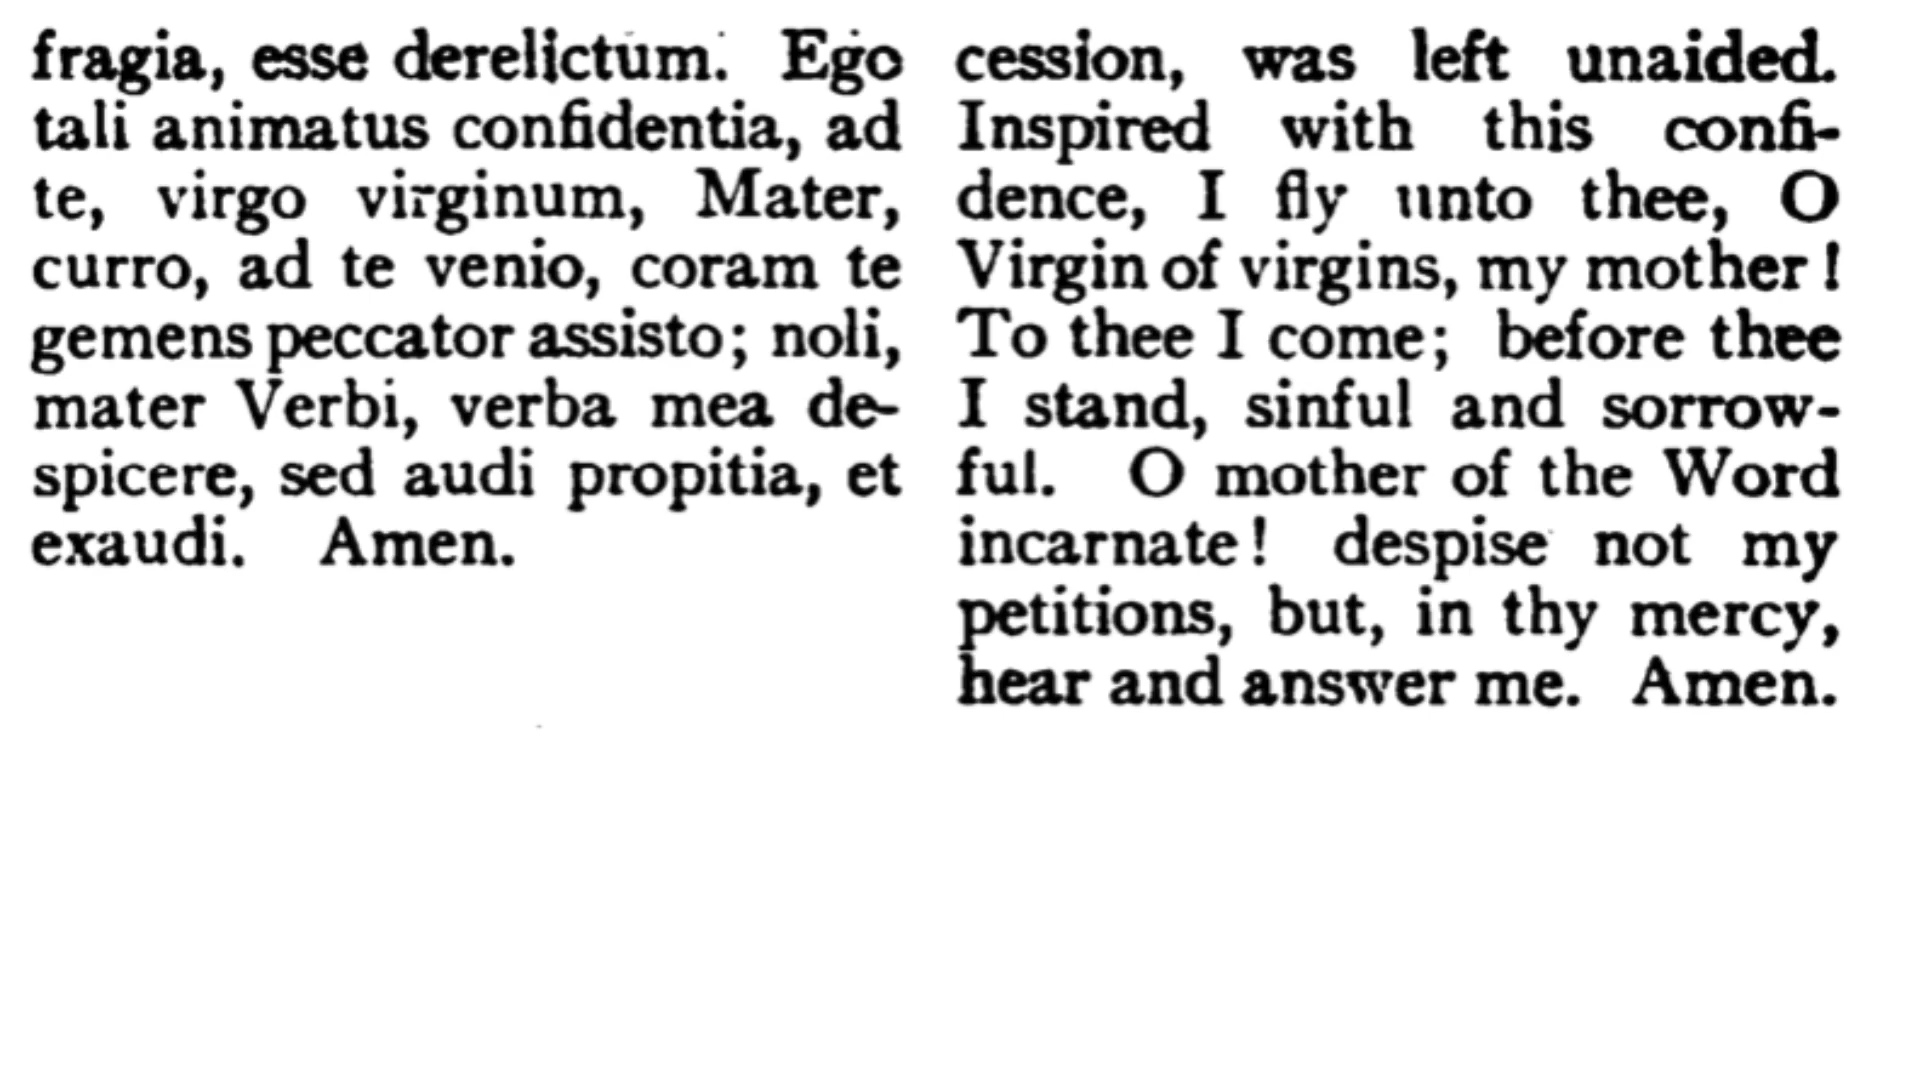 fragia, esse derelictum. Ego
tali animatus confidentia, ad
te, virgo virginum, Mater,
curro, ad te venio, coram te
gemens peccator assisto; noli,
mater Verbi, verba mea de-
spicere, sed audi propitia, et
exaudi. Amen.
cession, was left unaided.
Inspired with this confi-
dence, I fly unto thee, O
Virgin of virgins, my mother!
To thee I come; before thee
I stand, sinful and sorrow-
ful. O mother of the Word
incarnate! despise not my
petitions, but, in thy mercy,
hear and answer me. Amen.